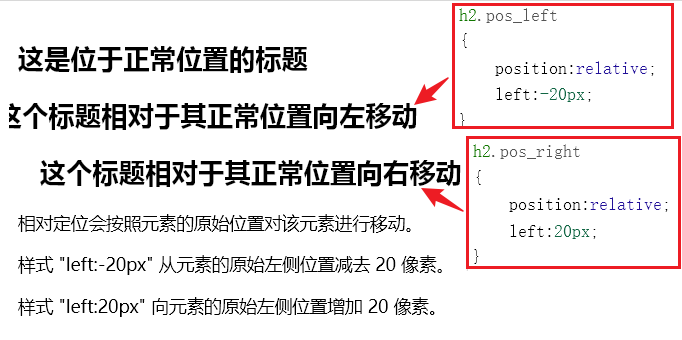 这是位于正常位置的标题
这个标题相对于其正常位置向左移动
这个标题相对于其正常位置向右移动
相对定位会按照元素的原始位置对该元素进行移动。
样式 "left:-20px" 从元素的原始左侧位置减去 20 像素。
样式 "left:20px" 向元素的原始左侧位置增加 20 像素。
h2.pos_left
{
position:relative;
left:-20px;
}
h2.pos_right
{
position:relative;
left:20px;
}